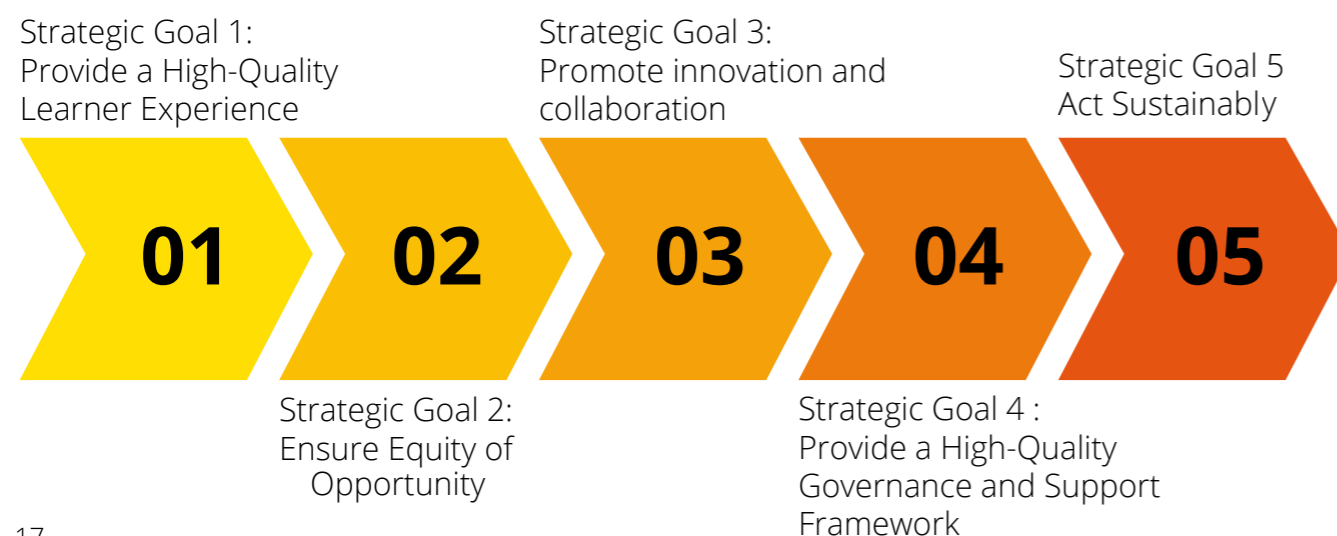 Strategic Goal 1:
Provide a High-Quality
Learner Experience
Strategic Goal 3:
Promote innovation and
collaboration
Strategic Goal 5
Act Sustainably
01
02
03
04
05
Strategic Goal 2:
Ensure Equity of
Opportunity
Strategic Goal 4 :
Provide a High-Quality
Governance and Support
Framework
17